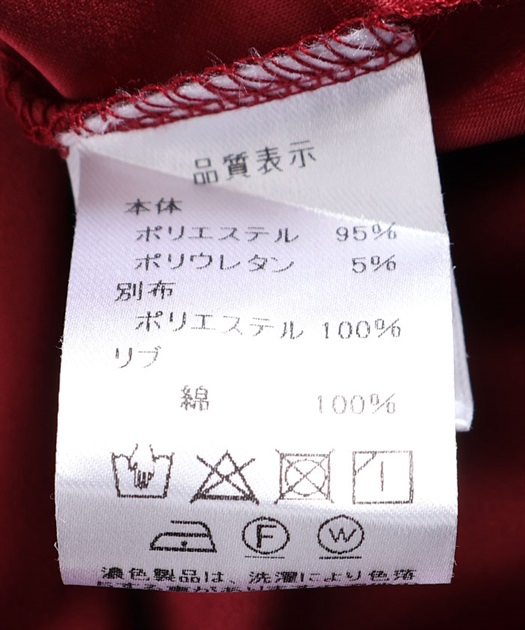 品質表示
本体
ポリエステル 95%
ポリウレタン 5%
別布
ポリエステル 100%
リブ
綿 100%
F W
濃色製品は、洗濯により色落